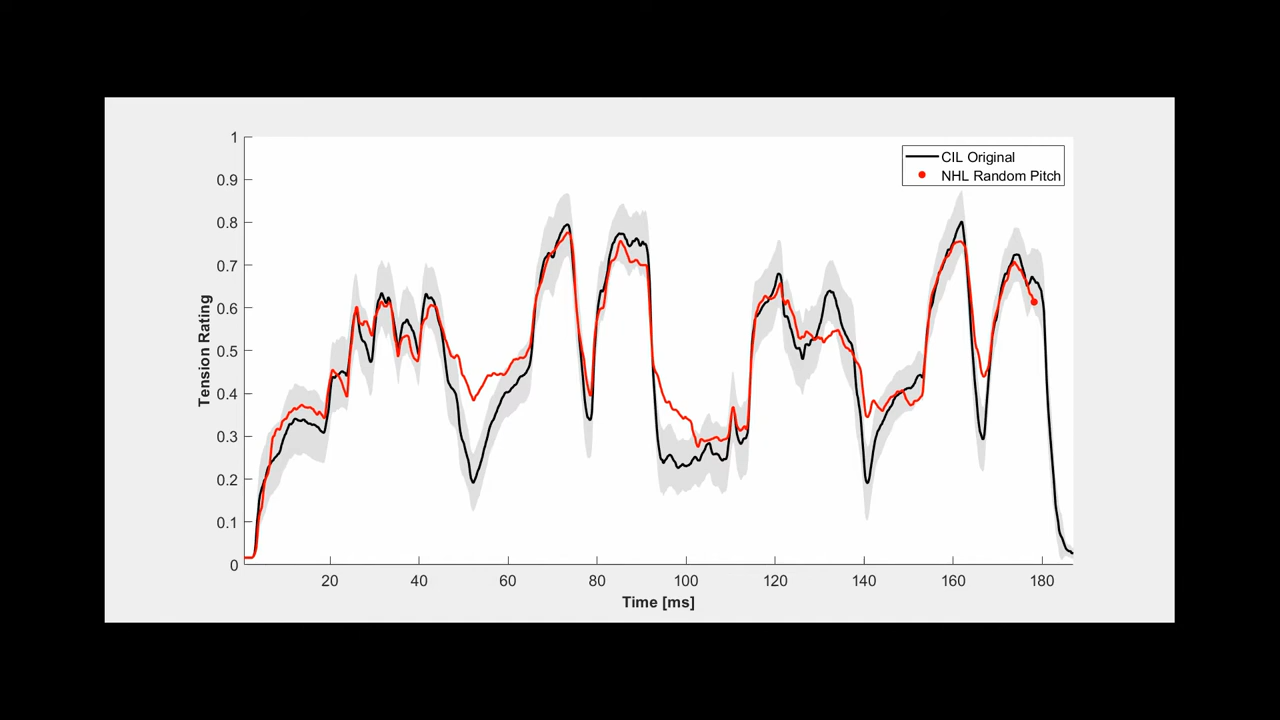 CIL Original
NHL Random Pitch
Tension Rating
1
0.9
0.8
0.7
0.6
0.5
0.4
0.3
0.2
0.1
0
20 40 60 80 100 120 140 160 180
Time [ms]